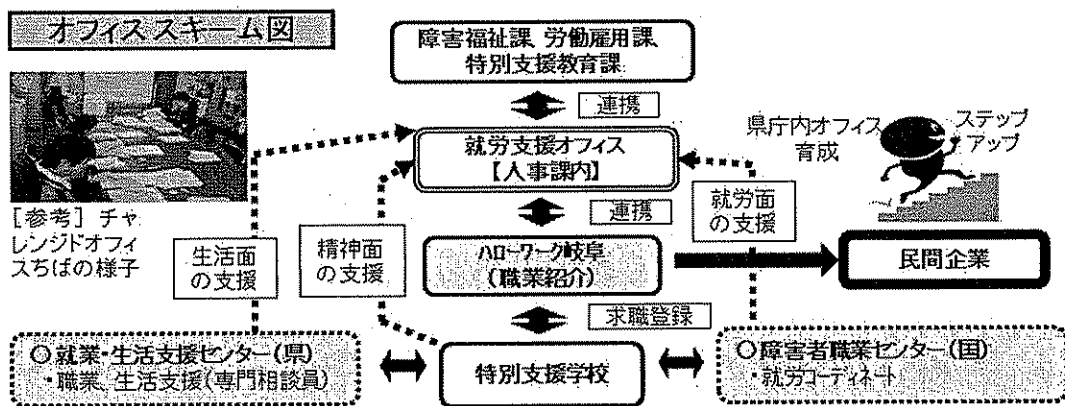 オフィススキーム図
障害福祉課、労働雇用課、
特別支援教育課
連携
就労支援オフィス
【人事課内】
県庁内オフィス
育成
ステップ
アップ
[参考] チャ
レンジドオフィ
スちばの様子
生活面
の支援
精神面
の支援
連携
就労面
の支援
ハローワーク岐阜
(職業紹介)
民間企業
求職登録
○就業・生活支援センター(県)
・職業、生活支援(専門相談員)
特別支援学校
○障害者職業センター(国)
・就労コーディネート